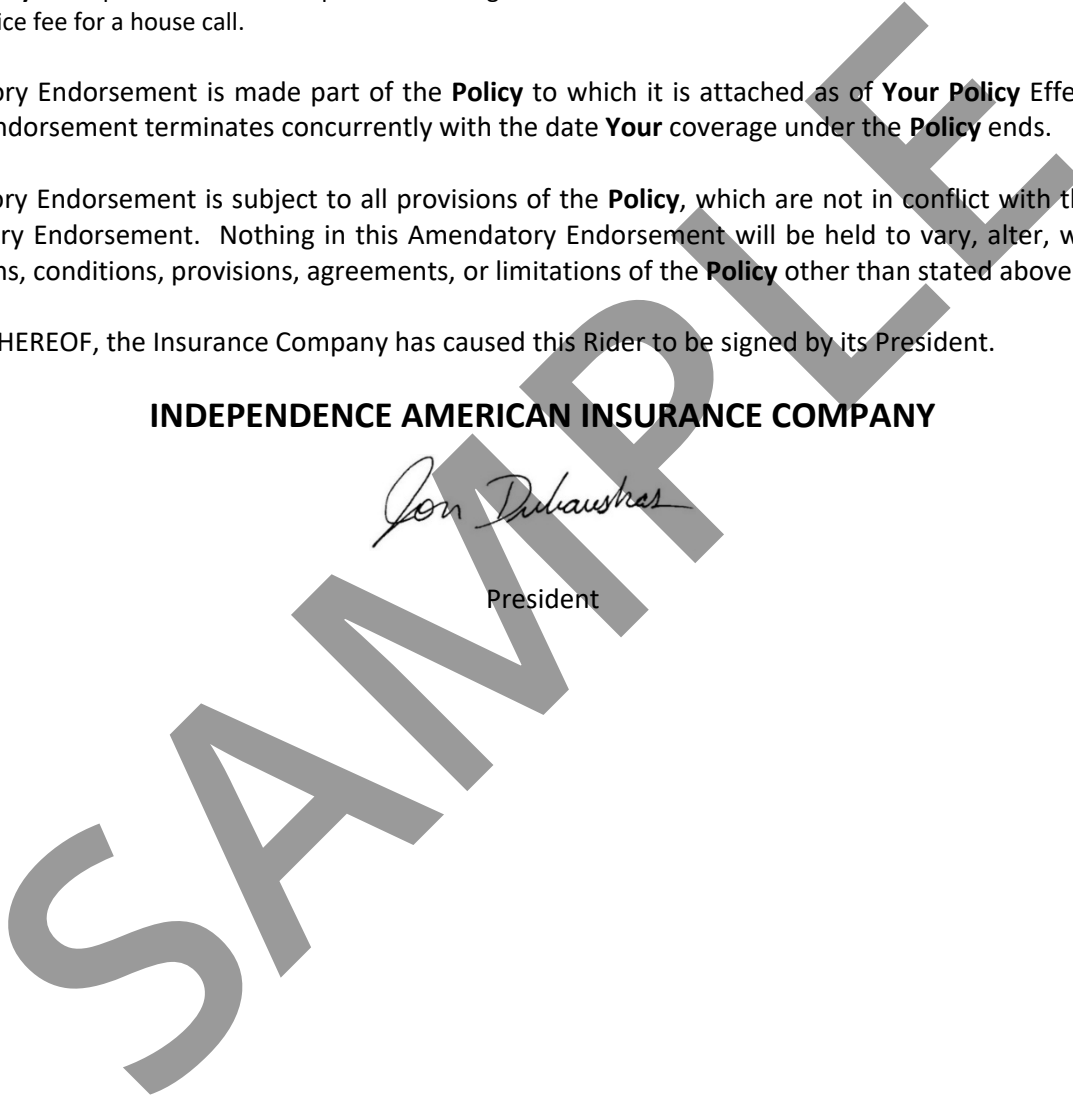 ice fee for a house call.
ory Endorsement is made part of the Policy to which it is attached as of Your Policy Effe
ndorsement terminates concurrently with the date Your coverage under the Policy ends.
ory Endorsement is subject to all provisions of the Policy, which are not in conflict with th
ry Endorsement. Nothing in this Amendatory Endorsement will be held to vary, alter, w
ns, conditions, provisions, agreements, or limitations of the Policy other than stated above
HEREOF, the Insurance Company has caused this Rider to be signed by its President.
INDEPENDENCE AMERICAN INSURANCE COMPANY
Jon Dubauskas
President
SAMPLE